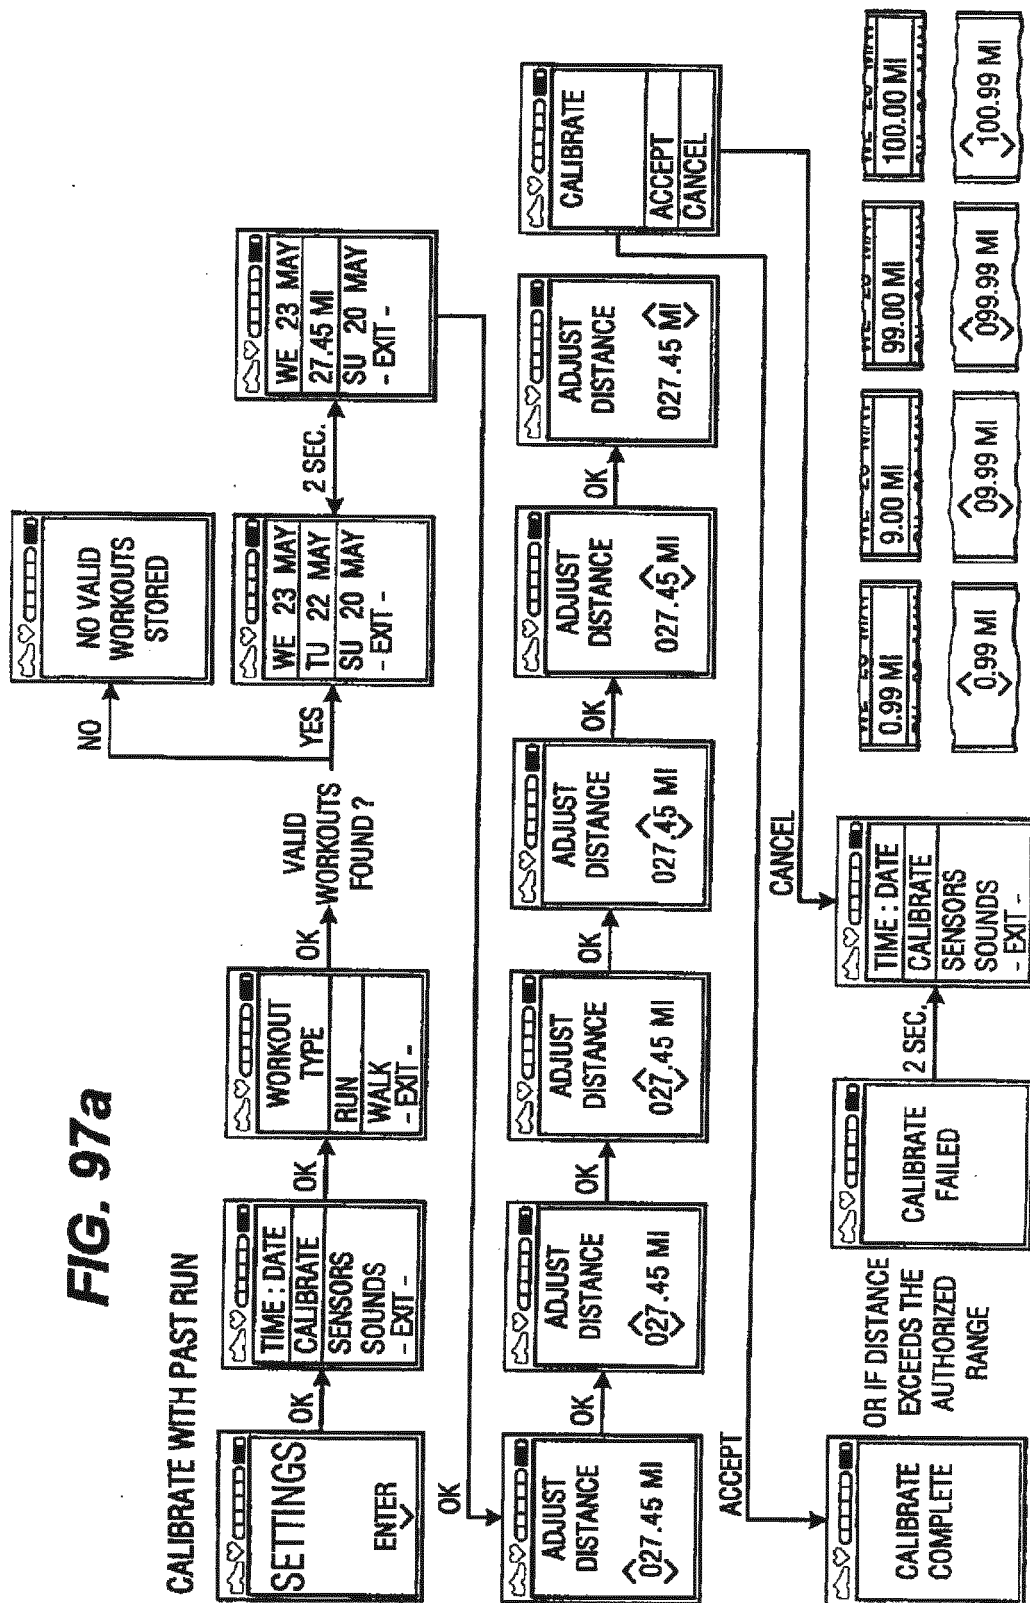 FIG. 97a
CALIBRATE WITH PAST RUN
SETTINGS
ENTER
OK
TIME : DATE
CALIBRATE
SENSORS
SOUNDS
- EXIT -
OK
WORKOUT
TYPE
RUN
WALK
- EXIT -
OK
VALID
WORKOUTS
FOUND ?
NO
YES
NO VALID
WORKOUTS
STORED
WE 23 MAY
TU 22 MAY
SU 20 MAY
- EXIT -
2 SEC.
WE 23 MAY
27.45 MI
SU 20 MAY
- EXIT -
OK
ADJUST
DISTANCE
027.45 MI
OK
ADJUST
DISTANCE
027.45 MI
OK
ADJUST
DISTANCE
027.45 MI
OK
ADJUST
DISTANCE
027.45 MI
OK
ADJUST
DISTANCE
027.45 MI
OK
ADJUST
DISTANCE
027.45 MI
CALIBRATE
ACCEPT
CANCEL
ACCEPT
CALIBRATE
COMPLETE
OR IF DISTANCE
EXCEEDS THE
AUTHORIZED
RANGE
CALIBRATE
FAILED
2 SEC.
CANCEL
TIME : DATE
CALIBRATE
SENSORS
SOUNDS
- EXIT -
0.99 MI
9.00 MI
99.00 MI
100.00 MI
0.99 MI
09.99 MI
099.99 MI
100.99 MI